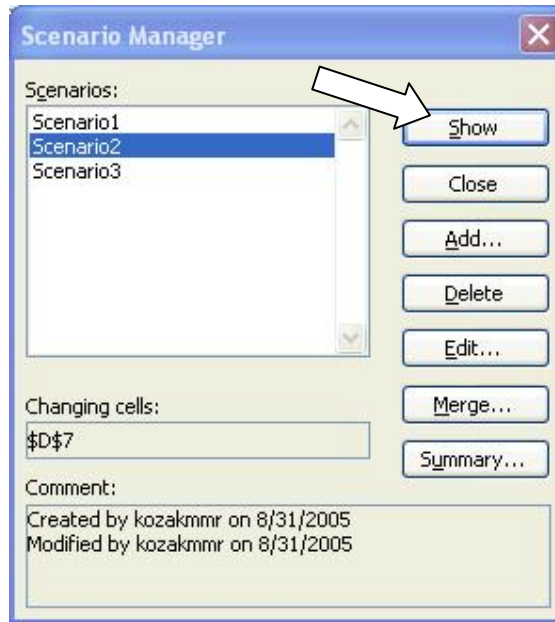 Scenario Manager
Scenarios:
Scenario1
Scenario2
Scenario3
Show
Close
Add...
Delete
Edit...
Merge...
Summary...
Changing cells:
$D$7
Comment:
Created by kozakmmr on 8/31/2005
Modified by kozakmmr on 8/31/2005